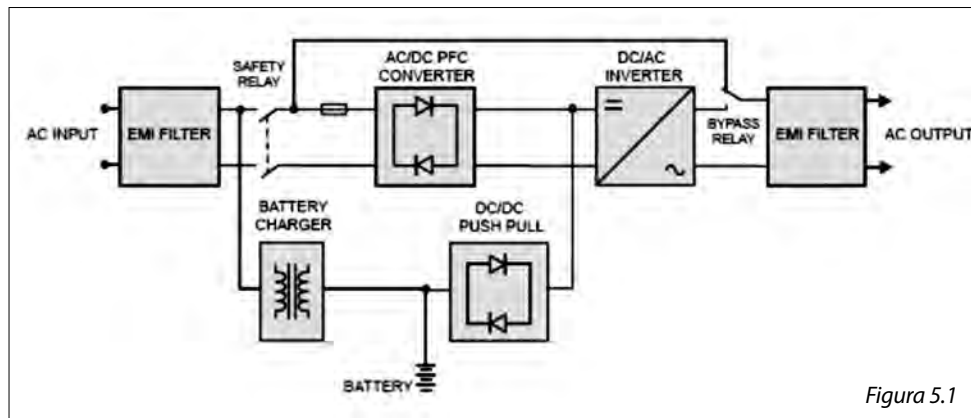 AC/DC PFC
CONVERTER
DC/AC
INVERTER
SAFETY
RELAY
AC INPUT
EMI FILTER
BYPASS
RELAY
EMI FILTER
AC OUTPUT
BATTERY
CHARGER
DC/DC
PUSH PULL
BATTERY
Figura 5.1